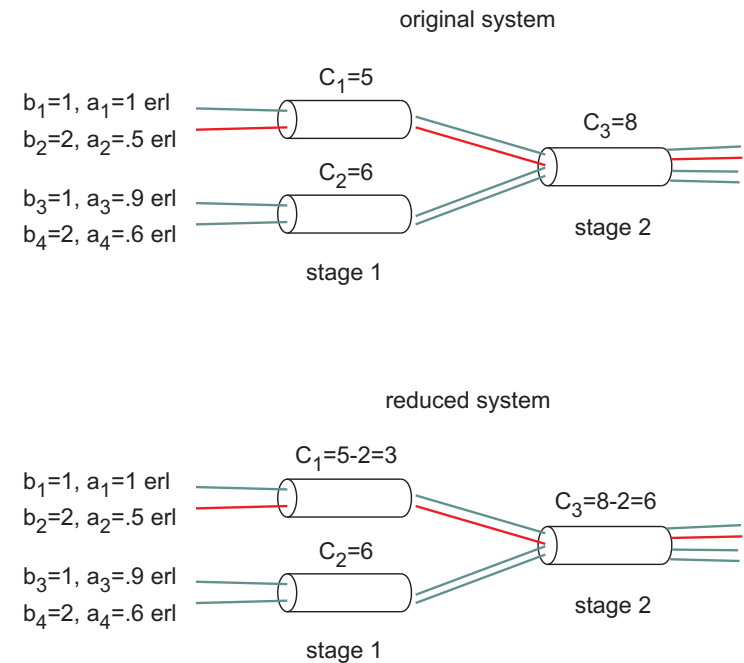 original system
C₁=5
b₁=1, a₁=1 erl
b₂=2, a₂=.5 erl
C₃=8
C₂=6
b₃=1, a₃=.9 erl
b₄=2, a₄=.6 erl
stage 2
stage 1
reduced system
C₁=5-2=3
b₁=1, a₁=1 erl
b₂=2, a₂=.5 erl
C₃=8-2=6
C₂=6
b₃=1, a₃=.9 erl
b₄=2, a₄=.6 erl
stage 2
stage 1